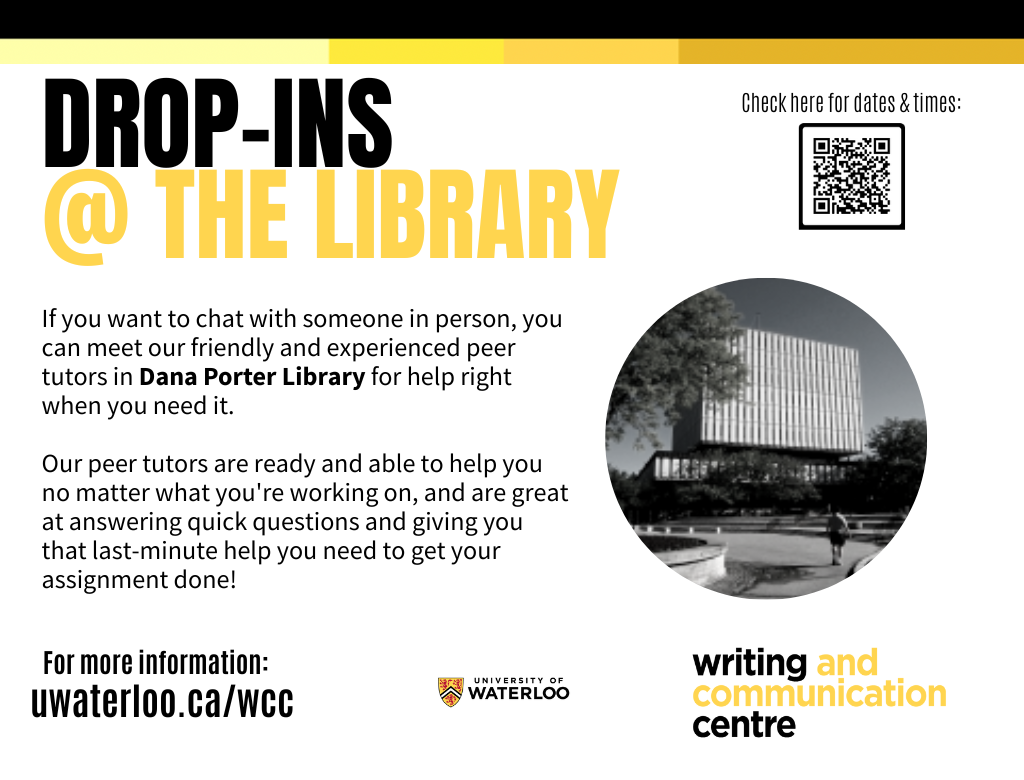 DROP-INS
@ THE LIBRARY
Check here for dates & times:
If you want to chat with someone in person, you
can meet our friendly and experienced peer
tutors in Dana Porter Library for help right
when you need it.
Our peer tutors are ready and able to help you
no matter what you're working on, and are great
at answering quick questions and giving you
that last-minute help you need to get your
assignment done!
For more information:
uwaterloo.ca/wcc
UNIVERSITY OF
WATERLOO
writing and
communication
centre